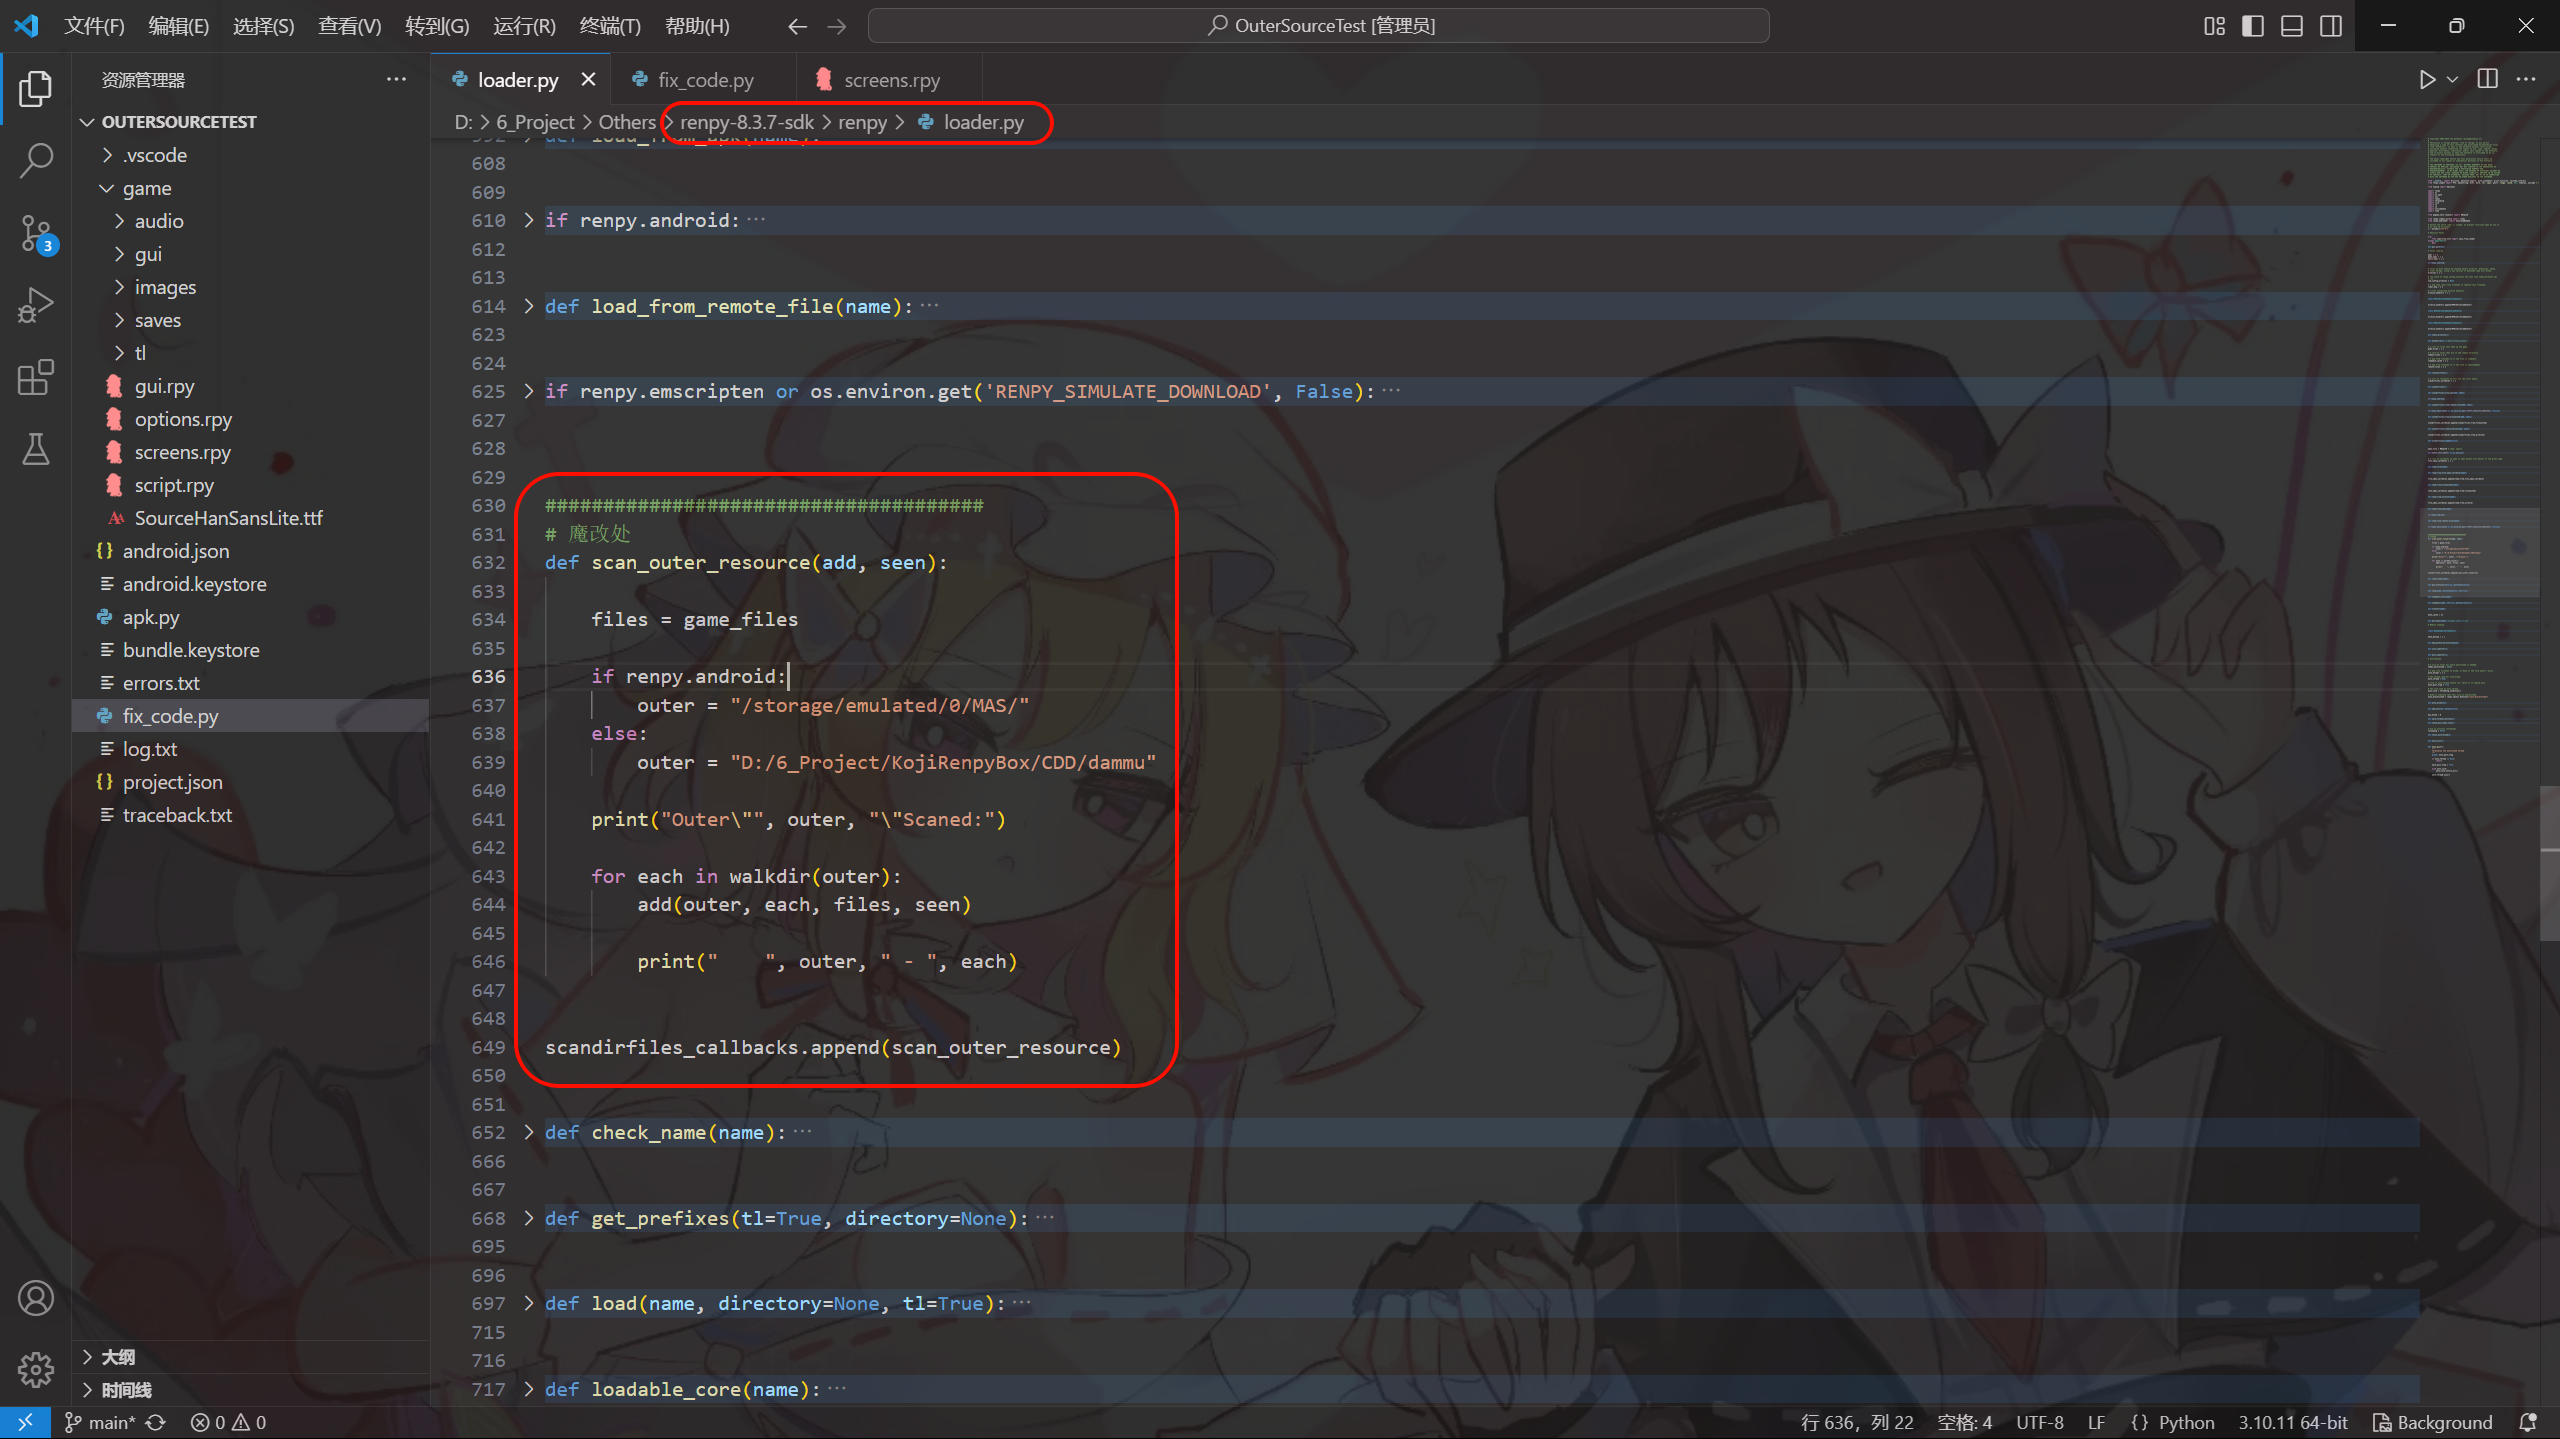 文件(F) 编辑(E) 选择(S) 查看(V) 转到(G) 运行(R) 终端(T) 帮助(H)
OuterSourceTest [管理员]
资源管理器
OUTERSOURCETEST
.vscode
game
audio
gui
images
saves
tl
gui.rpy
options.rpy
screens.rpy
script.rpy
SourceHanSansLite.ttf
android.json
android.keystore
apk.py
bundle.keystore
errors.txt
fix_code.py
log.txt
project.json
traceback.txt
大纲
时间线
3
loader.py fix_code.py screens.rpy
D: > 6_Project > Others > renpy-8.3.7-sdk > renpy > loader.py
592 def load_from_apk(name):
608
609
610 if renpy.android: ···
612
613
614 def load_from_remote_file(name): ···
623
624
625 if renpy.emscripten or os.environ.get('RENPY_SIMULATE_DOWNLOAD', False): ···
627
628
629
630 ######################################
631 # 魔改处
632 def scan_outer_resource(add, seen):
633
634 files = game_files
635
636 if renpy.android:
637 outer = "/storage/emulated/0/MAS/"
638 else:
639 outer = "D:/6_Project/KojiRenpyBox/CDD/dammu"
640
641 print("Outer\"", outer, "\"Scaned:")
642
643 for each in walkdir(outer):
644 add(outer, each, files, seen)
645
646 print("    ", outer, " - ", each)
647
648
649 scandirfiles_callbacks.append(scan_outer_resource)
650
651
652 def check_name(name): ···
666
667
668 def get_prefixes(tl=True, directory=None): ···
695
696
697 def load(name, directory=None, tl=True): ···
715
716
717 def loadable_core(name): ···
main* 0 0 行 636，列 22 空格: 4 UTF-8 LF {} Python 3.10.11 64-bit Background